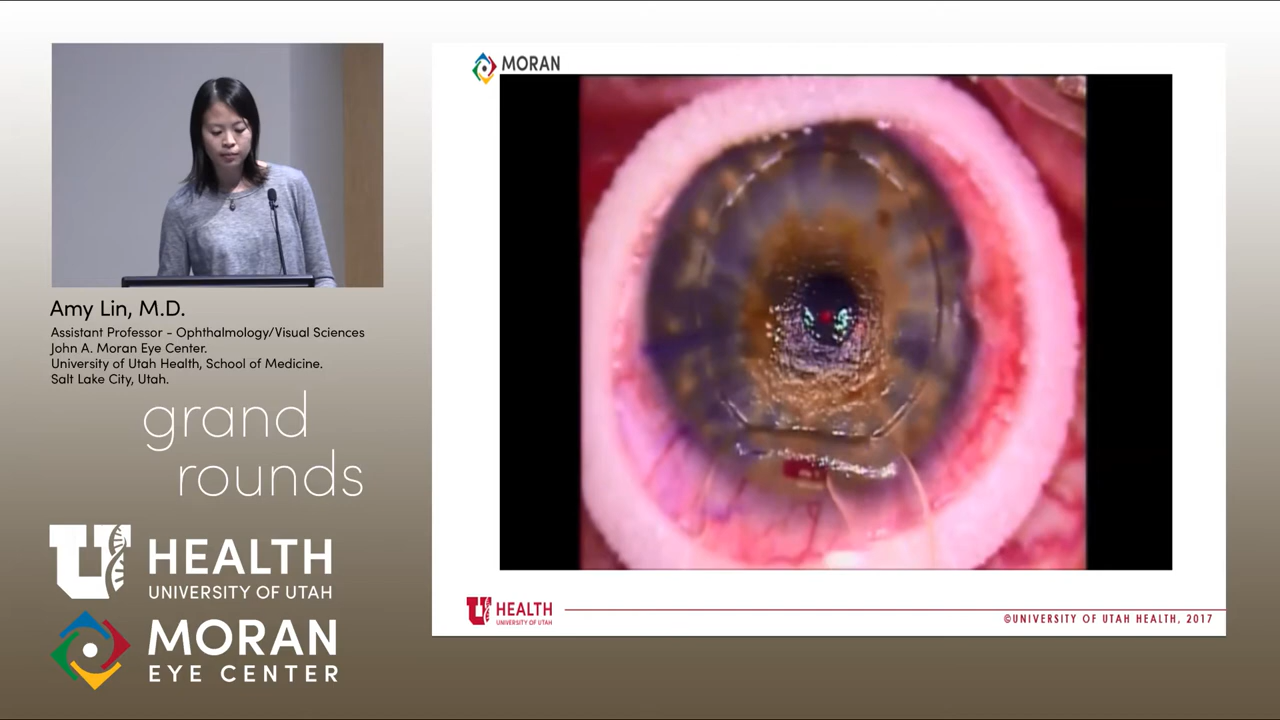 Amy Lin, M.D.
Assistant Professor - Ophthalmology/Visual Sciences
John A. Moran Eye Center.
University of Utah Health, School of Medicine.
Salt Lake City, Utah.
grand
rounds
U HEALTH
UNIVERSITY OF UTAH
MORAN
EYE CENTER
MORAN
U HEALTH
UNIVERSITY OF UTAH
©UNIVERSITY OF UTAH HEALTH, 2017